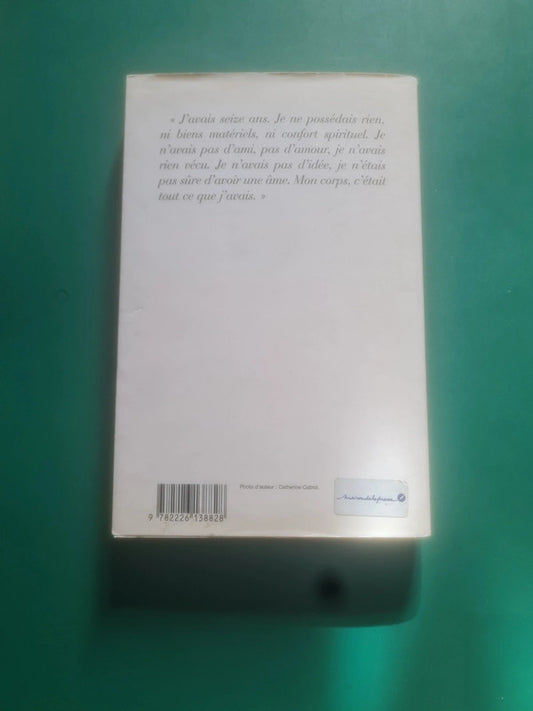 « J'avais seize ans. Je ne possédais rien,
ni biens matériels, ni confort spirituel. Je
n'avais pas d'ami, pas d'amour, je n'avais
rien vécu. Je n'avais pas d'idée, je n'étais
pas sûre d'avoir une âme. Mon corps, c'était
tout ce que j'avais. »
Photo d'auteur : Catherine Cabrol.
maisondelapresse
9 782226 138828